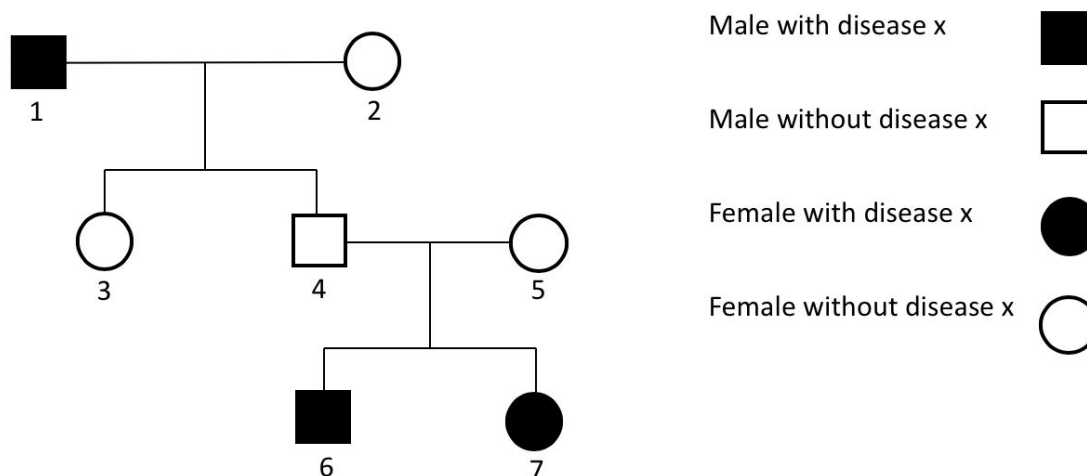 Male with disease x
1 2
Male without disease x
Female with disease x
3 4 5
Female without disease x
6 7